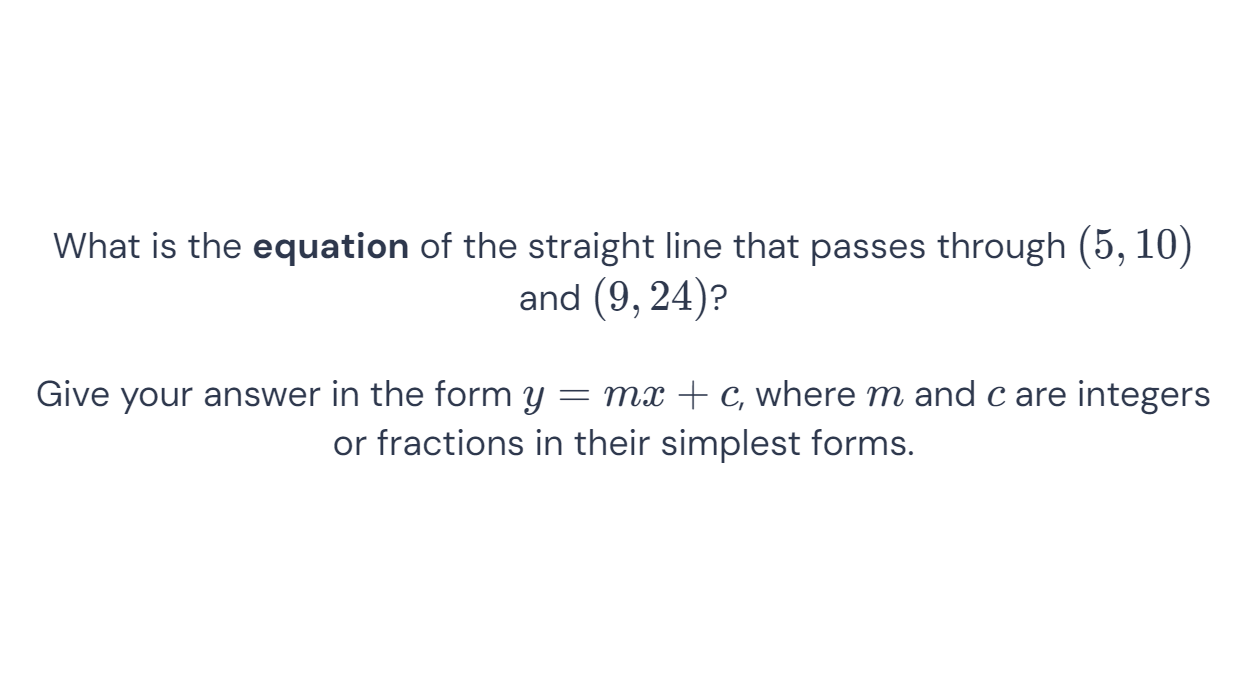 What is the equation of the straight line that passes through (5, 10)
and (9, 24)?
Give your answer in the form y = mx + c, where m and c are integers
or fractions in their simplest forms.